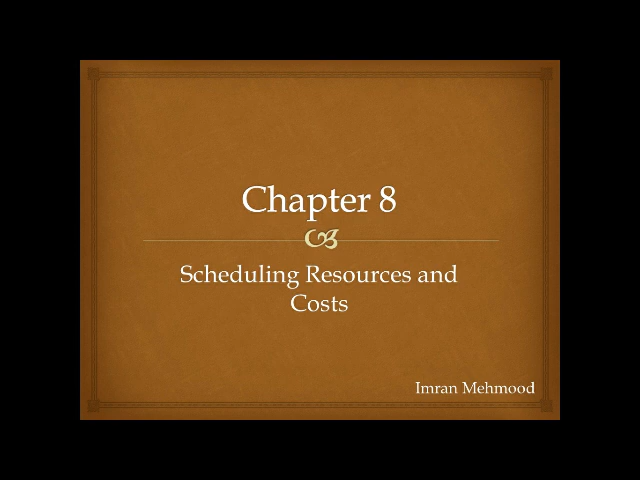 Chapter 8
Scheduling Resources and
Costs
Imran Mehmood